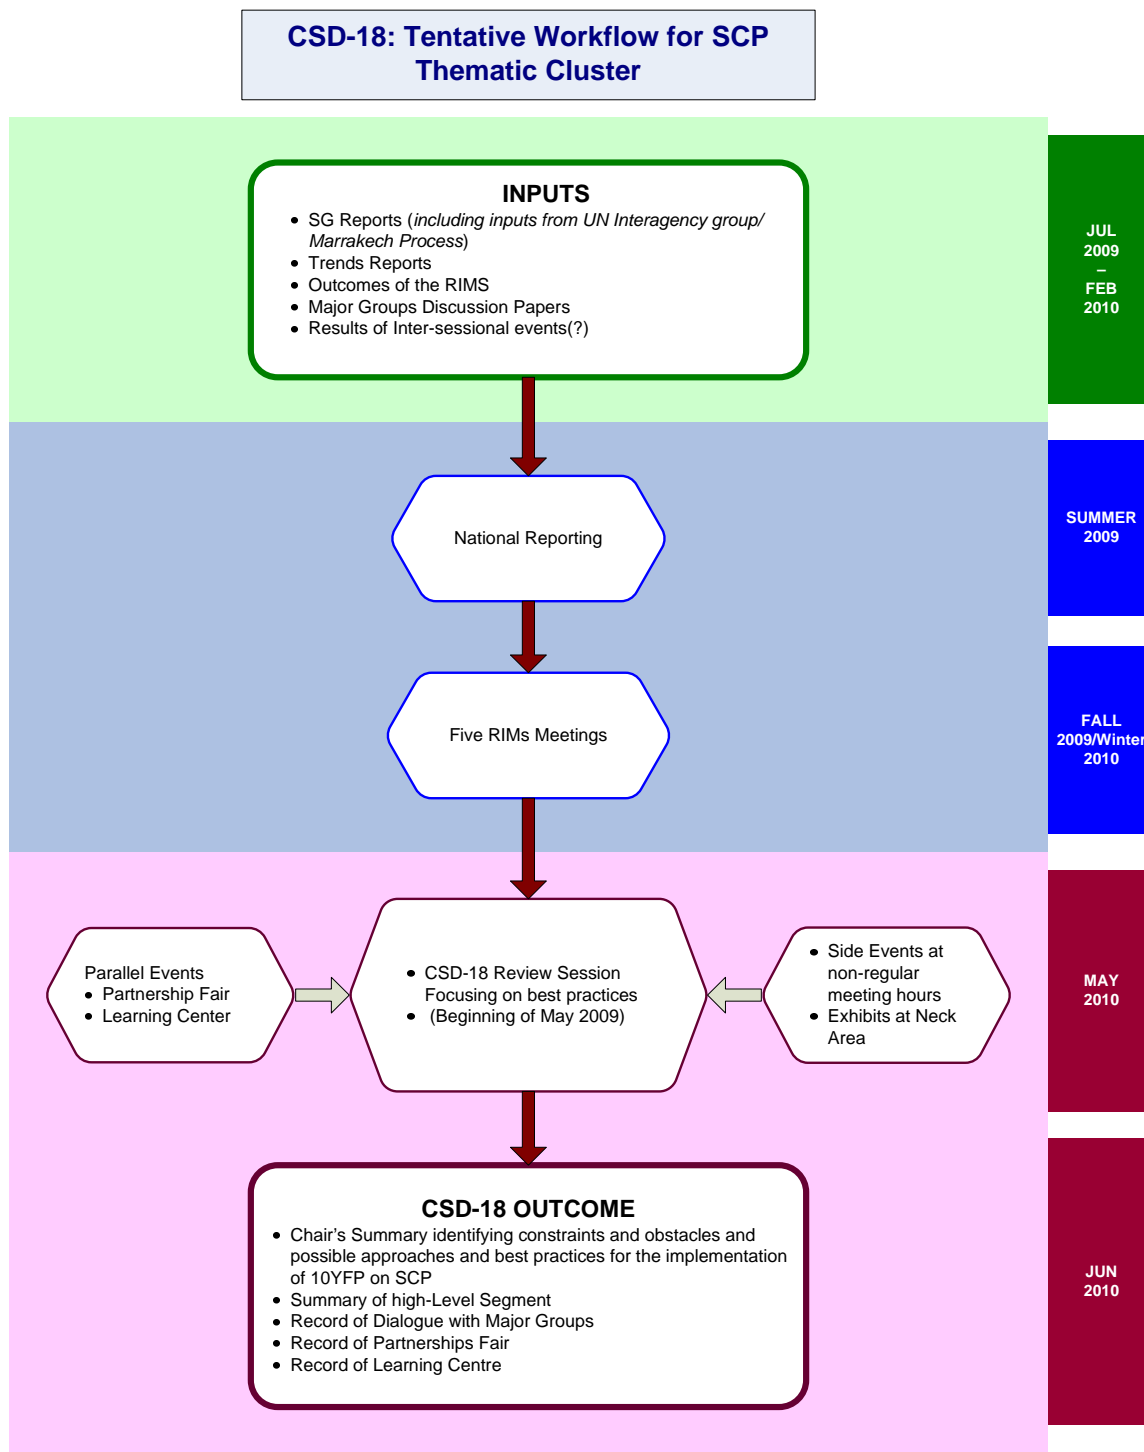 CSD-18: Tentative Workflow for SCP
Thematic Cluster
INPUTS
• SG Reports (including inputs from UN Interagency group/
Marrakech Process)
• Trends Reports
• Outcomes of the RIMS
• Major Groups Discussion Papers
• Results of Inter-sessional events(?)
JUL
2009
–
FEB
2010
National Reporting
SUMMER
2009
Five RIMs Meetings
FALL
2009/Winter
2010
Parallel Events
• Partnership Fair
• Learning Center
• CSD-18 Review Session
Focusing on best practices
• (Beginning of May 2009)
• Side Events at
non-regular
meeting hours
• Exhibits at Neck
Area
MAY
2010
CSD-18 OUTCOME
• Chair's Summary identifying constraints and obstacles and
possible approaches and best practices for the implementation
of 10YFP on SCP
• Summary of high-Level Segment
• Record of Dialogue with Major Groups
• Record of Partnerships Fair
• Record of Learning Centre
JUN
2010